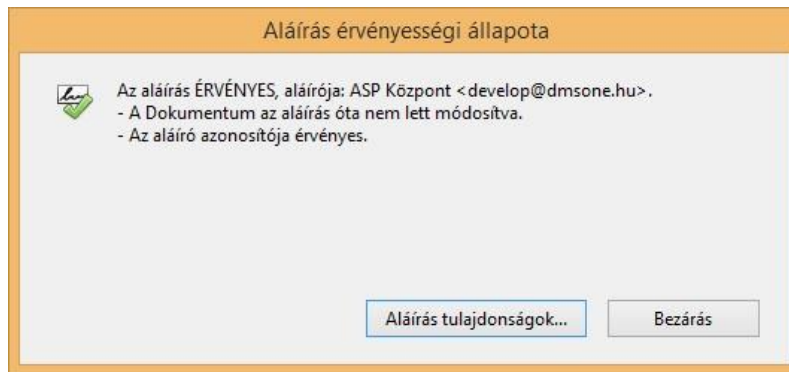 Aláírás érvényességi állapota
Az aláírás ÉRVÉNYES, aláírója: ASP Központ <develop@dmsone.hu>.
- A Dokumentum az aláírás óta nem lett módosítva.
- Az aláíró azonosítója érvényes.
Aláírás tulajdonságok... Bezárás